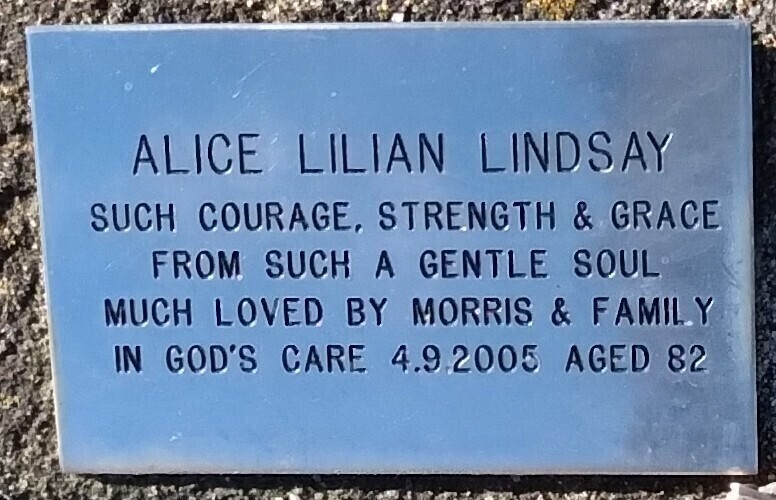 ALICE LILIAN LINDSAY
SUCH COURAGE, STRENGTH & GRACE
FROM SUCH A GENTLE SOUL
MUCH LOVED BY MORRIS & FAMILY
IN GOD'S CARE 4.9.2005 AGED 82